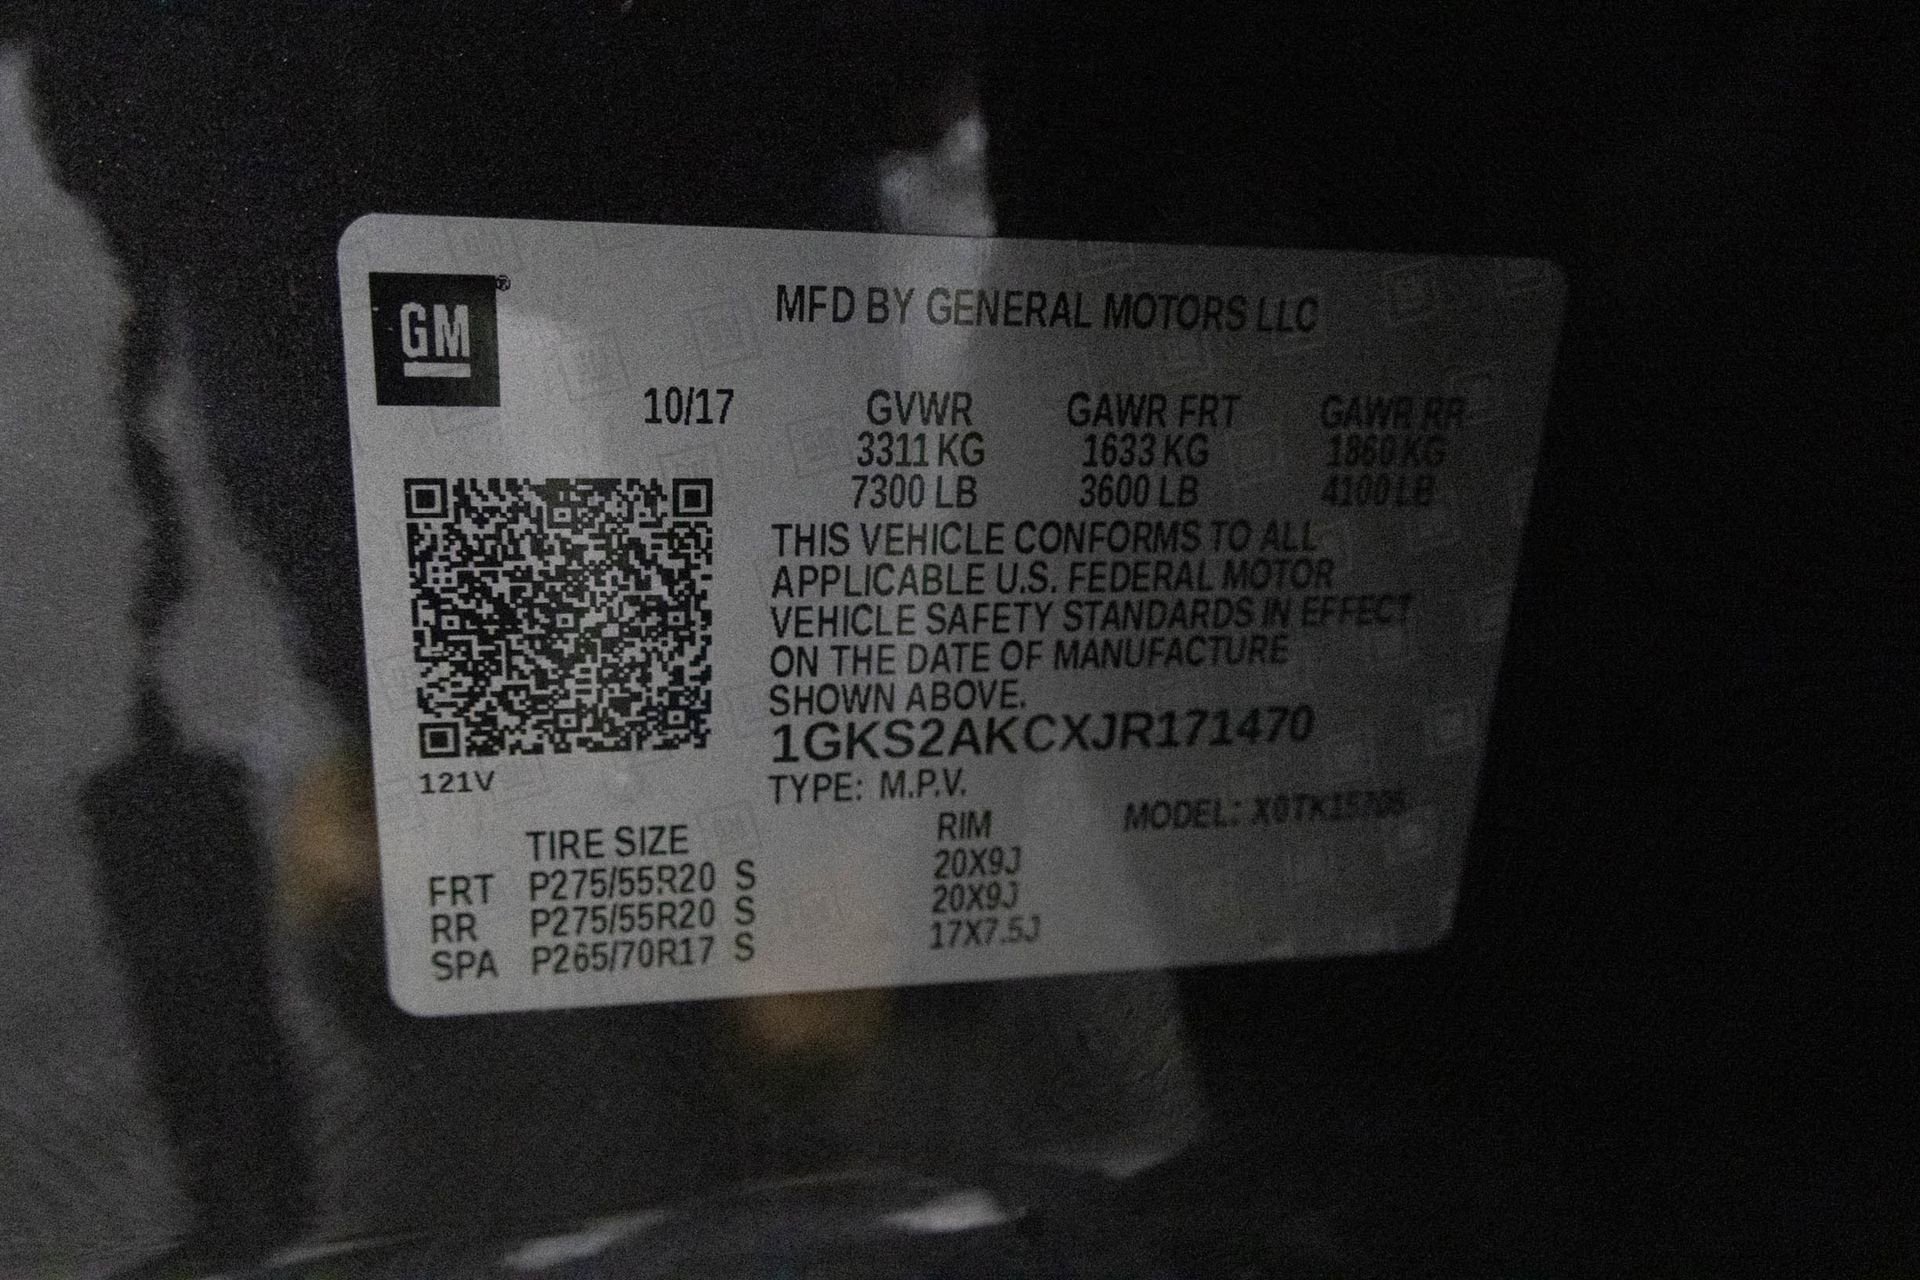 GM®
MFD BY GENERAL MOTORS LLC
10/17 GVWR GAWR FRT GAWR RR
3311 KG 1633 KG 1860 KG
7300 LB 3600 LB 4100 LB
THIS VEHICLE CONFORMS TO ALL
APPLICABLE U.S. FEDERAL MOTOR
VEHICLE SAFETY STANDARDS IN EFFECT
ON THE DATE OF MANUFACTURE
SHOWN ABOVE.
1GKS2AKCXJR171470
121V
TYPE: M.P.V.
MODEL:
TIRE SIZE RIM
FRT P275/55R20 S 20X9J
RR P275/55R20 S 20X9J
SPA P265/70R17 S 17X7.5J